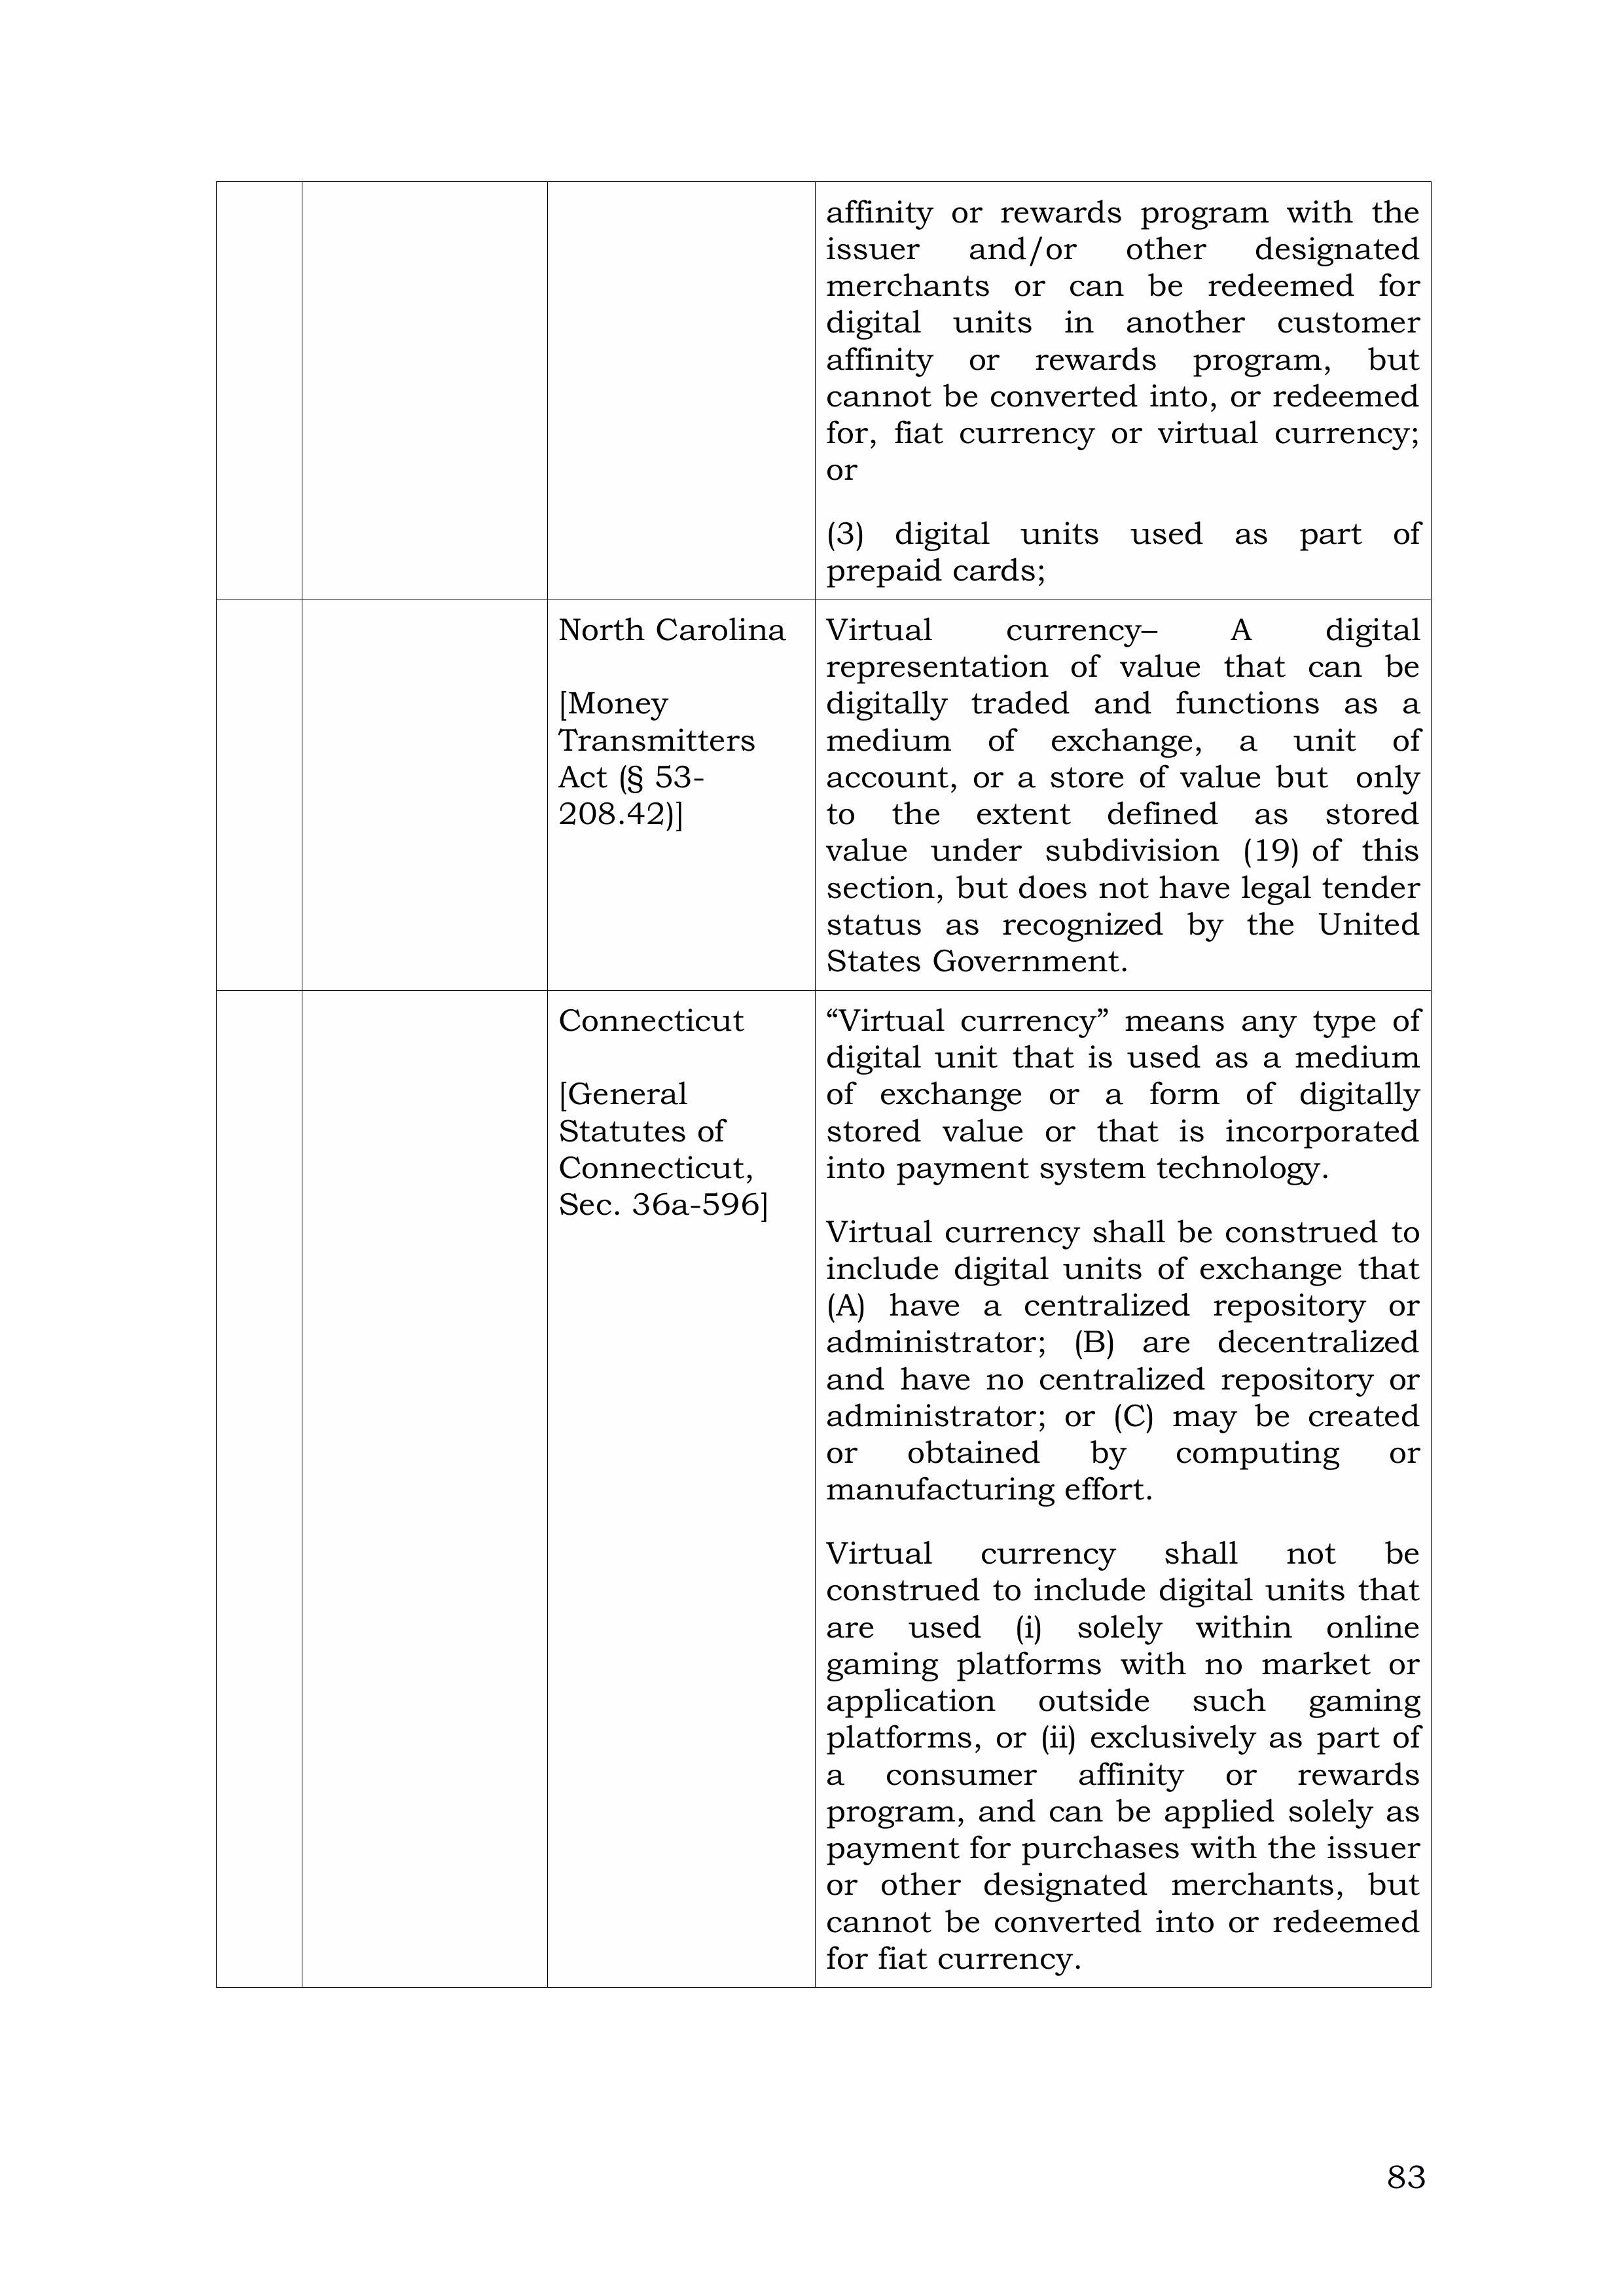 affinity or rewards program with the
issuer and/or other designated
merchants or can be redeemed for
digital units in another customer
affinity or rewards program, but
cannot be converted into, or redeemed
for, fiat currency or virtual currency;
or
(3) digital units used as part of
prepaid cards;
North Carolina
[Money
Transmitters
Act (§ 53-
208.42)]
Virtual currency– A digital
representation of value that can be
digitally traded and functions as a
medium of exchange, a unit of
account, or a store of value but only
to the extent defined as stored
value under subdivision (19) of this
section, but does not have legal tender
status as recognized by the United
States Government.
Connecticut
[General
Statutes of
Connecticut,
Sec. 36a-596]
“Virtual currency” means any type of
digital unit that is used as a medium
of exchange or a form of digitally
stored value or that is incorporated
into payment system technology.
Virtual currency shall be construed to
include digital units of exchange that
(A) have a centralized repository or
administrator; (B) are decentralized
and have no centralized repository or
administrator; or (C) may be created
or obtained by computing or
manufacturing effort.
Virtual currency shall not be
construed to include digital units that
are used (i) solely within online
gaming platforms with no market or
application outside such gaming
platforms, or (ii) exclusively as part of
a consumer affinity or rewards
program, and can be applied solely as
payment for purchases with the issuer
or other designated merchants, but
cannot be converted into or redeemed
for fiat currency.
83